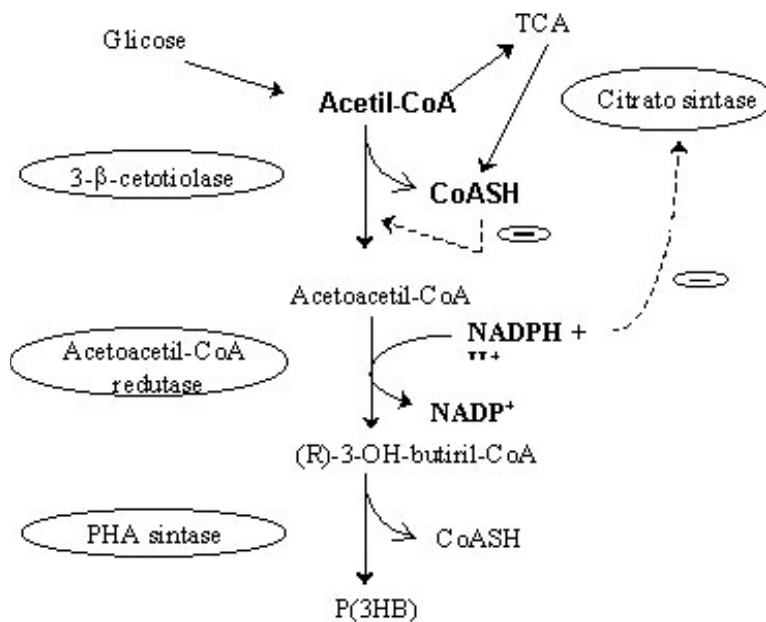 Glicose
TCA
Acetil-CoA
Citrato sintase
3-β-cetotiolase
CoASH
Acetoacetil-CoA
NADPH +
Acetoacetil-CoA
redutase
NADP⁺
(R)-3-OH-butiril-CoA
PHA sintase
CoASH
P(3HB)